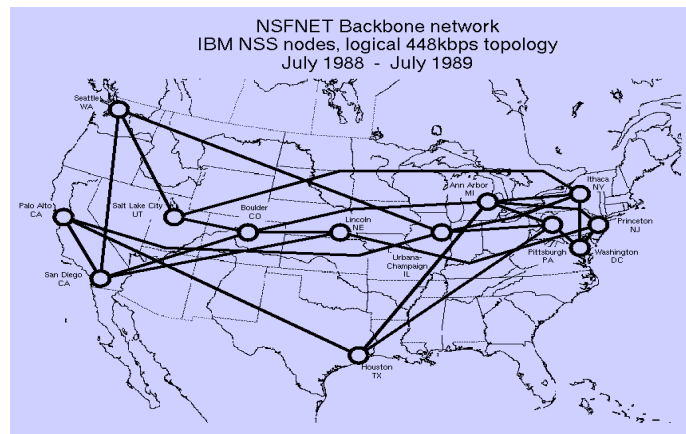 NSFNET Backbone network
IBM NSS nodes, logical 448kbps topology
July 1988 - July 1989
Seattle
WA
Ithaca
NY
Ann Arbor
MI
Palo Alto
CA
Salt Lake City
UT
Boulder
CO
Lincoln
NE
Princeton
NJ
Urbana-
Champaign
IL
Pittsburgh
PA
Washington
DC
San Diego
CA
Houston
TX